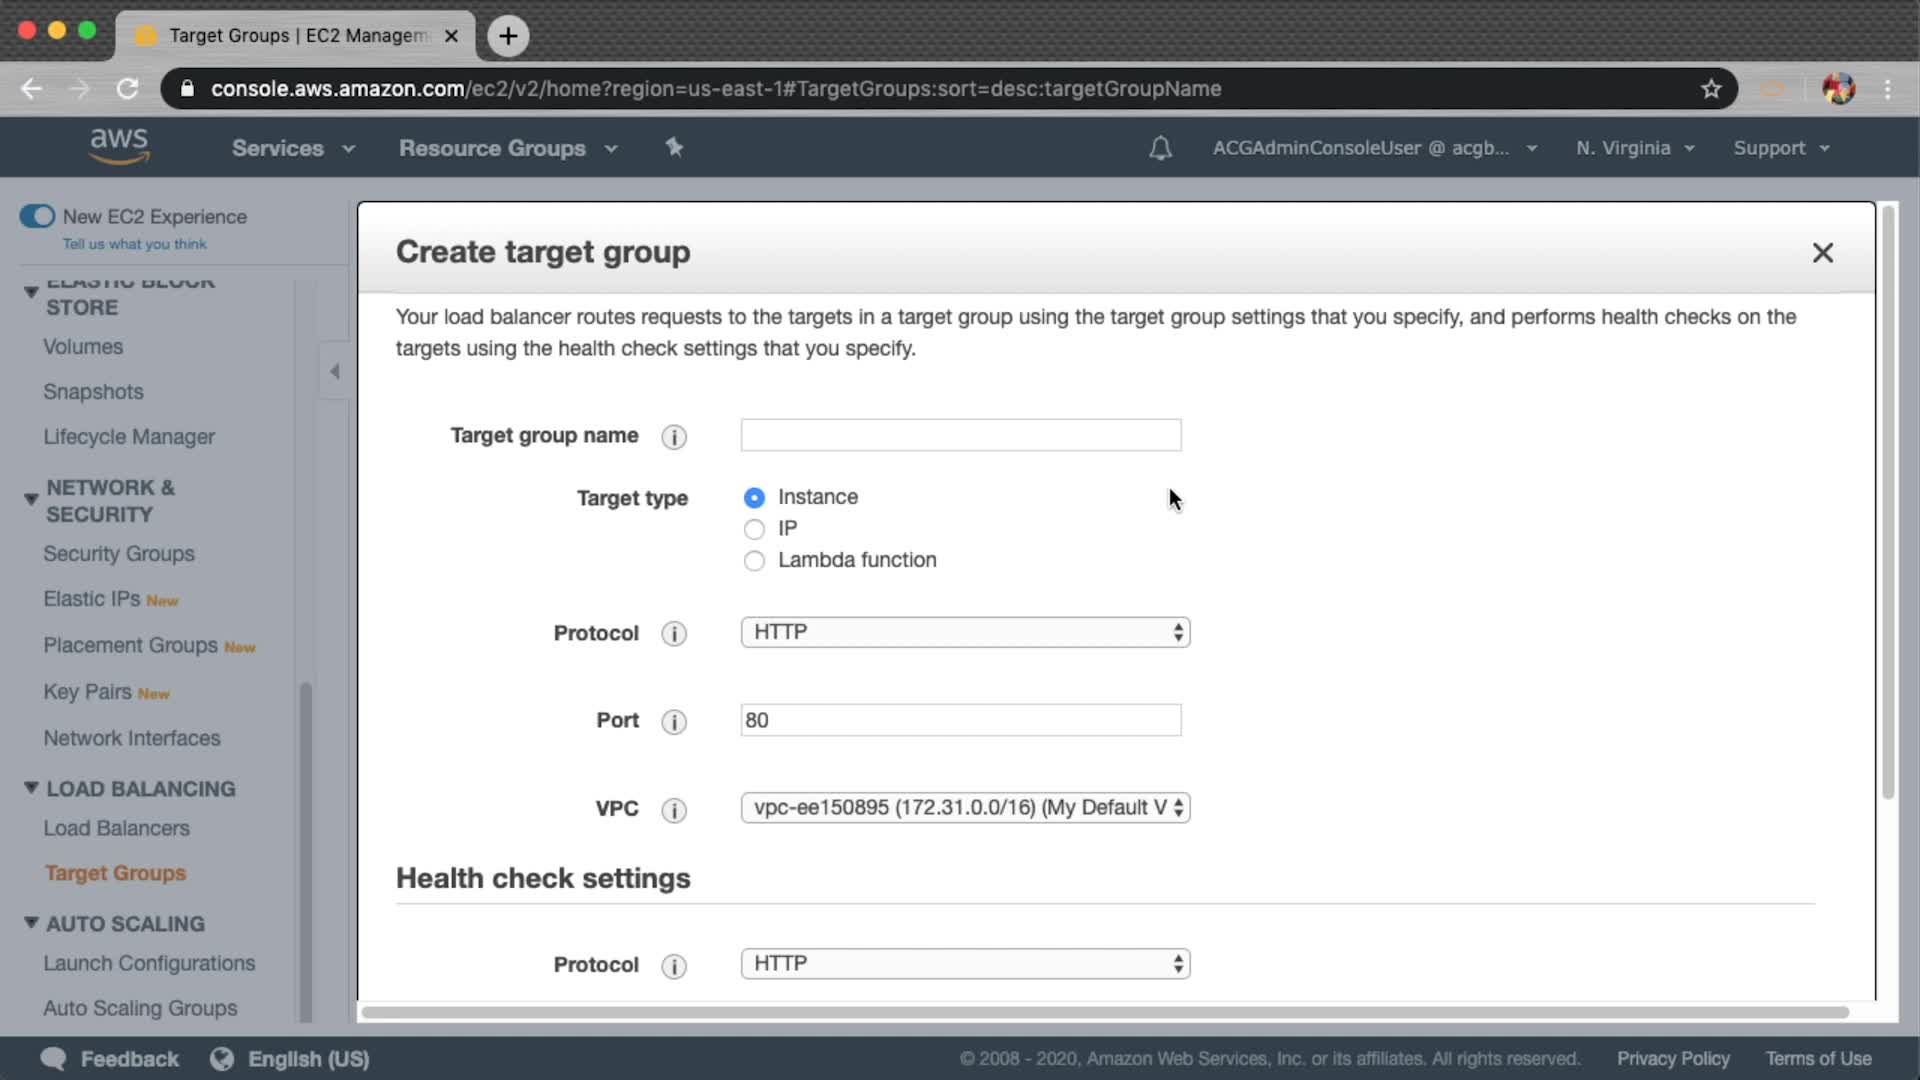 Target Groups | EC2 Managem
console.aws.amazon.com/ec2/v2/home?region=us-east-1#TargetGroups:sort=desc:targetGroupName
aws
Services
Resource Groups
ACGAdminConsoleUser @ acgb...
N. Virginia
Support
New EC2 Experience
Tell us what you think
ELASTIC BLOCK
STORE
Volumes
Snapshots
Lifecycle Manager
NETWORK &
SECURITY
Security Groups
Elastic IPs New
Placement Groups New
Key Pairs New
Network Interfaces
LOAD BALANCING
Load Balancers
Target Groups
AUTO SCALING
Launch Configurations
Auto Scaling Groups
Create target group
Your load balancer routes requests to the targets in a target group using the target group settings that you specify, and performs health checks on the
targets using the health check settings that you specify.
Target group name
Target type
Instance
IP
Lambda function
Protocol
HTTP
Port
80
VPC
vpc-ee150895 (172.31.0.0/16) (My Default V
Health check settings
Protocol
HTTP
Feedback
English (US)
© 2008 - 2020, Amazon Web Services, Inc. or its affiliates. All rights reserved.
Privacy Policy
Terms of Use